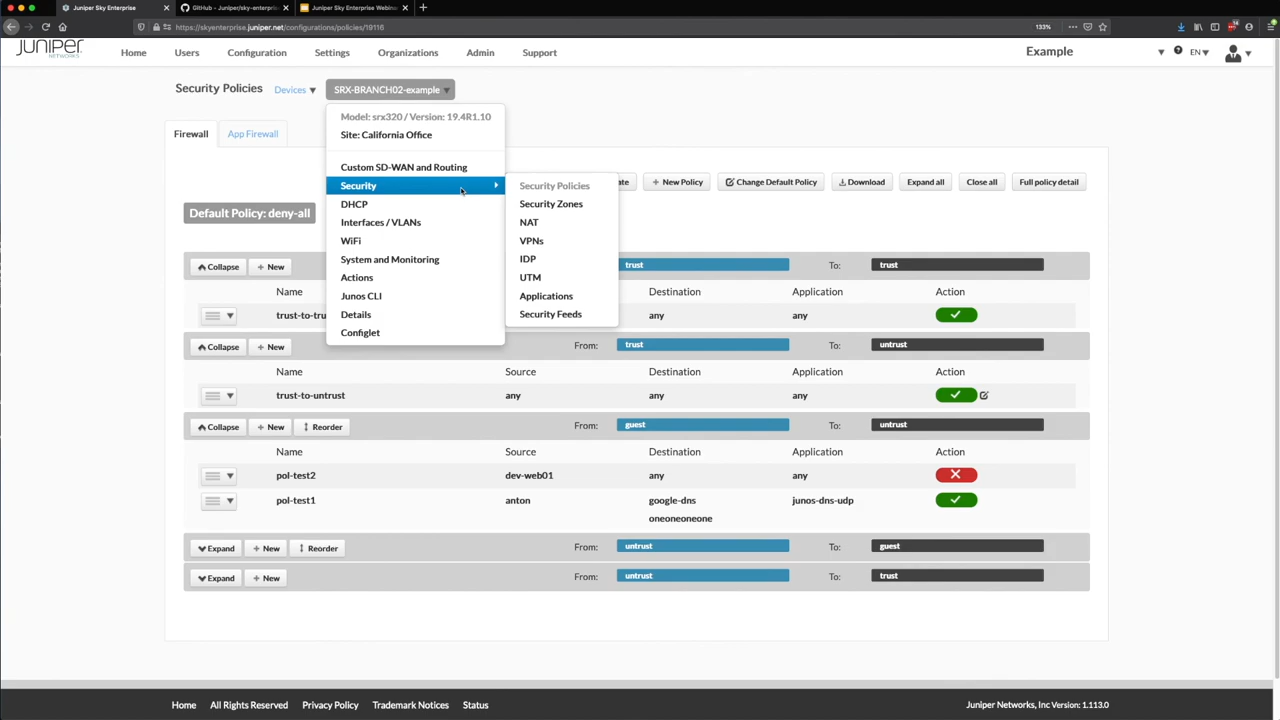 Juniper Sky Enterprise
GitHub - Juniper/sky-enterprise
Juniper Sky Enterprise Webinar
https://skyenterprise.juniper.net/configurations/policies/19116
135%
JUNIPER
NETWORKS
Home
Users
Configuration
Settings
Organizations
Admin
Support
Example
EN
Security Policies
Devices
SRX-BRANCH02-example
Model: srx320 / Version: 19.4R1.10
Site: California Office
Custom SD-WAN and Routing
Security
DHCP
Interfaces / VLANs
WiFi
System and Monitoring
Actions
Junos CLI
Details
Configlet
Security Policies
Security Zones
NAT
VPNs
IDP
UTM
Applications
Security Feeds
Firewall
App Firewall
ate
+ New Policy
Change Default Policy
Download
Expand all
Close all
Full policy detail
Default Policy: deny-all
Collapse
+ New
trust
To:
trust
Name
Destination
Application
Action
trust-to-tru
any
any
Collapse
+ New
From:
trust
To:
untrust
Name
Source
Destination
Application
Action
trust-to-untrust
any
any
any
Collapse
+ New
Reorder
From:
guest
To:
untrust
Name
Source
Destination
Application
Action
pol-test2
dev-web01
any
any
pol-test1
anton
google-dns
junos-dns-udp
oneoneoneone
Expand
+ New
Reorder
From:
untrust
To:
guest
Expand
+ New
From:
untrust
To:
trust
Home
All Rights Reserved
Privacy Policy
Trademark Notices
Status
Juniper Networks, Inc Version: 1.113.0